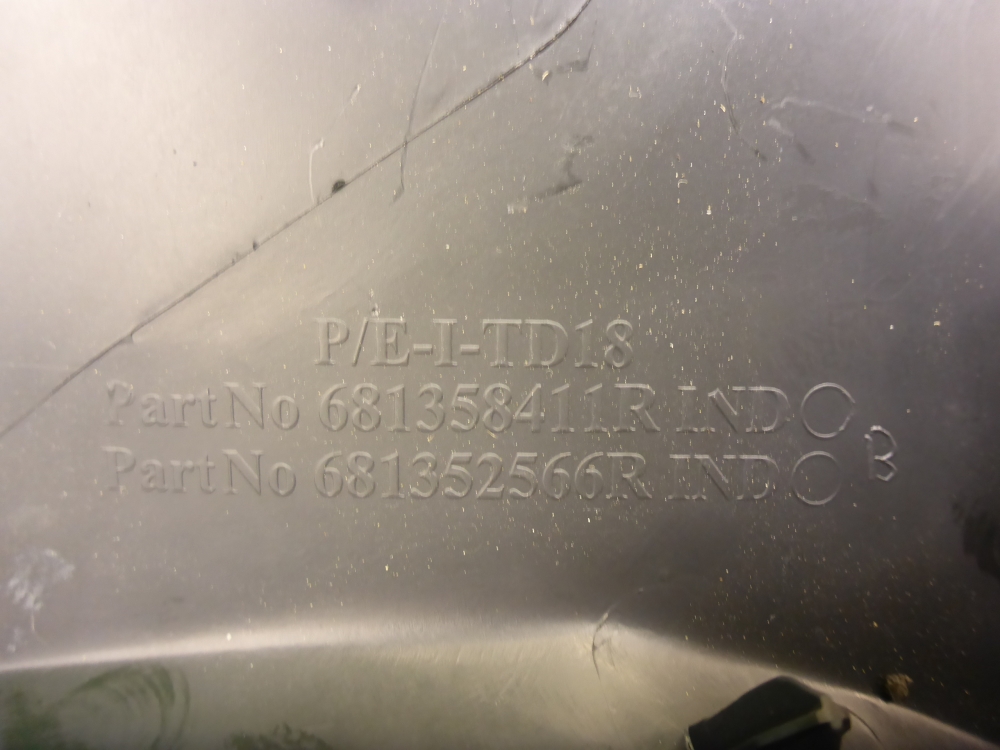 P/E-I-TD18
Part No 681358411R IND
Part No 681352566R IND
B